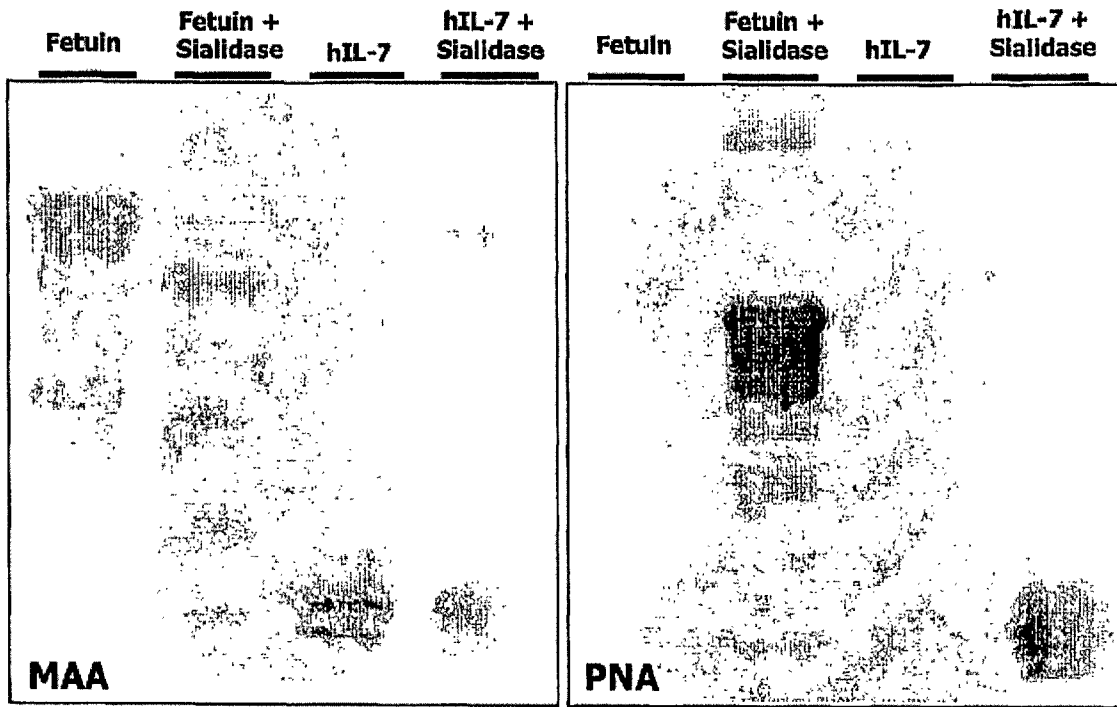 Fetuin
Fetuin +
Sialidase
hIL-7
hIL-7 +
Sialidase
Fetuin
Fetuin +
Sialidase
hIL-7
hIL-7 +
Sialidase
MAA
PNA